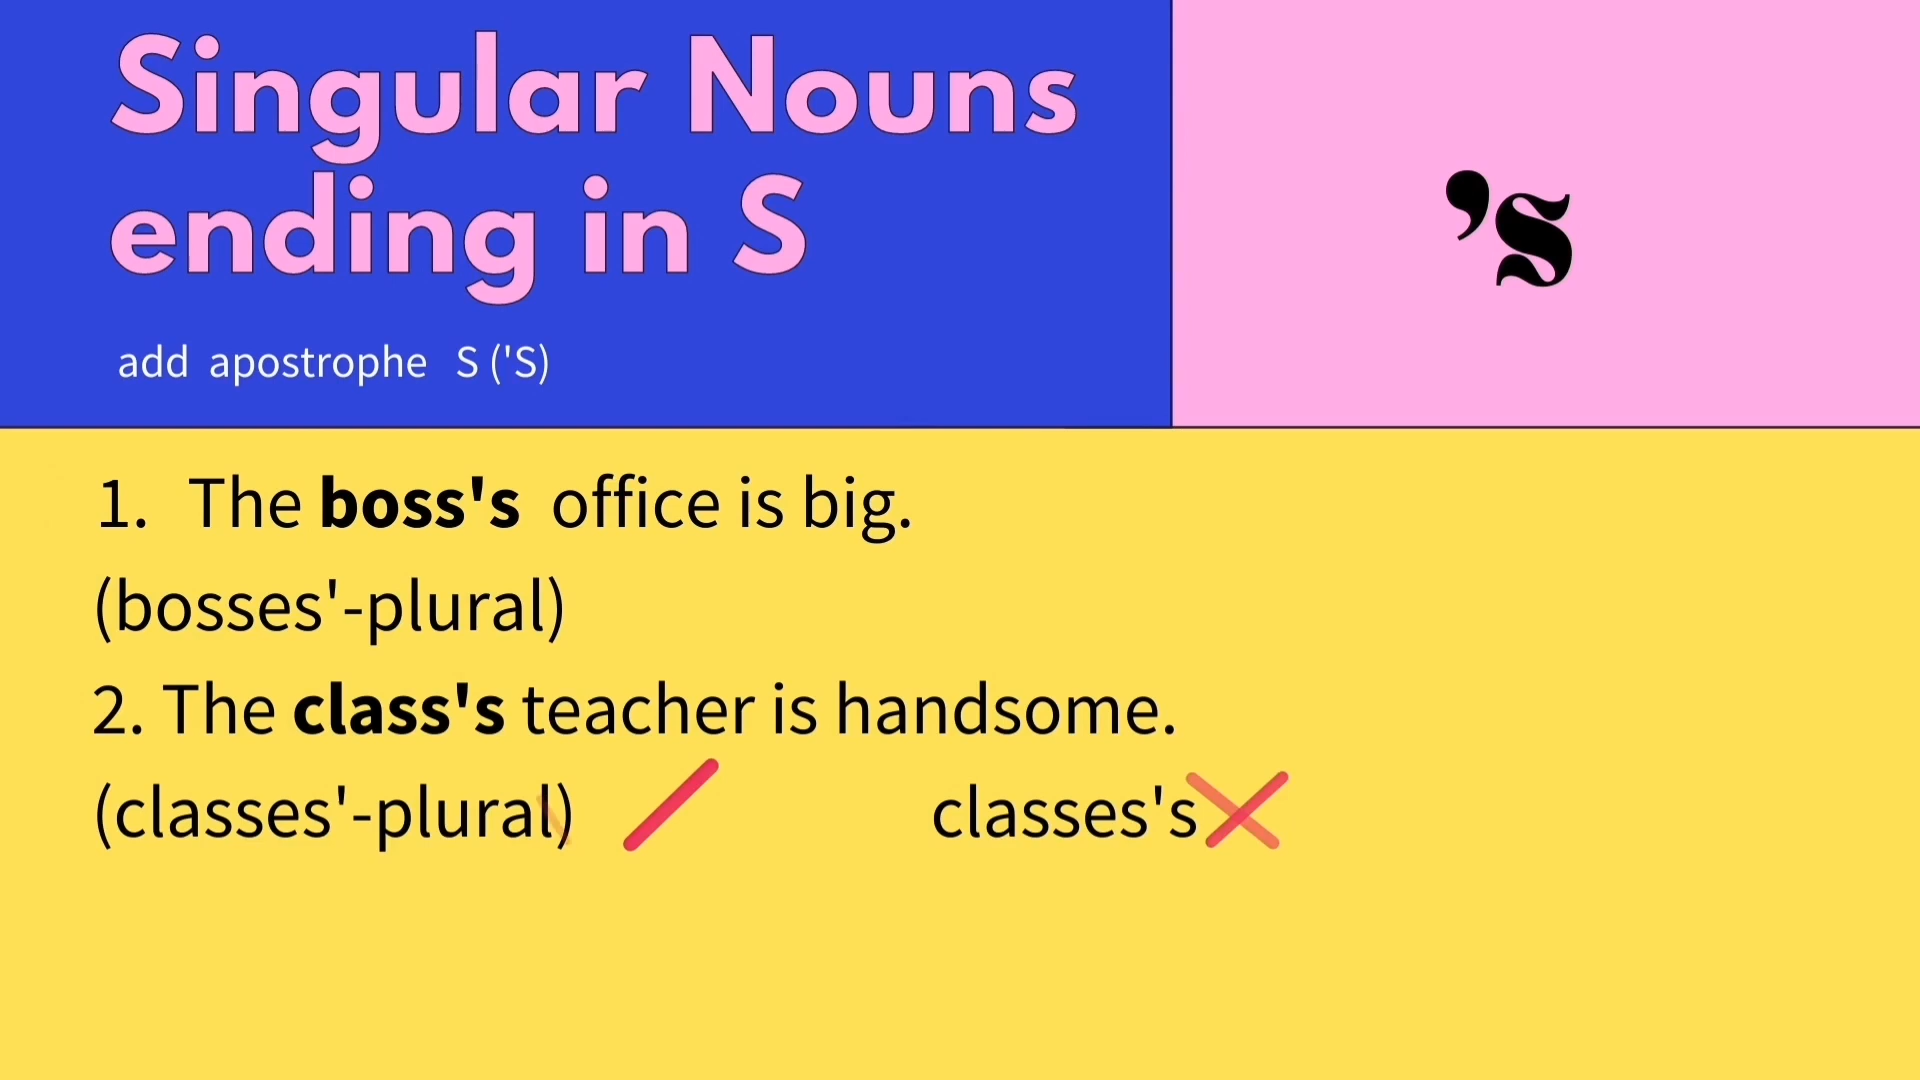 Singular Nouns
ending in S
add apostrophe S ('S)
’s
1. The boss's office is big.
(bosses'-plural)
2. The class's teacher is handsome.
(classes'-plural) classes's